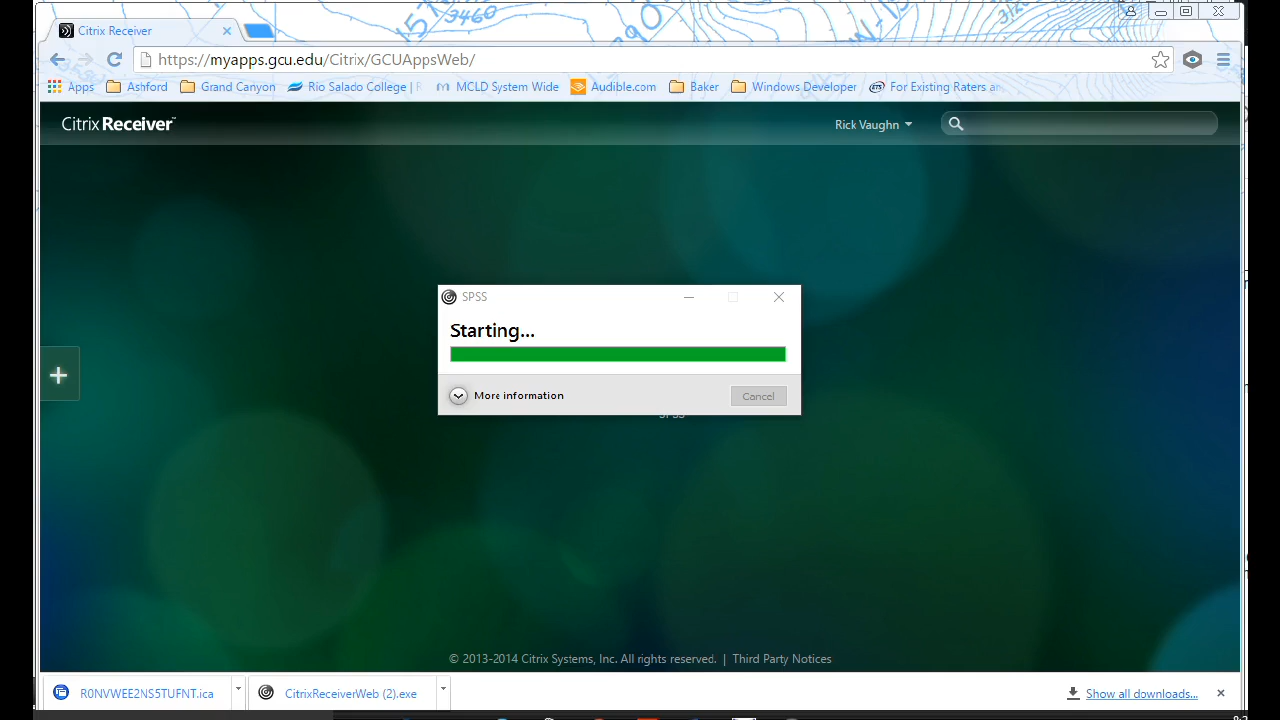 3460
Citrix Receiver
https://myapps.gcu.edu/Citrix/GCUAppsWeb/
Apps Ashford Grand Canyon Rio Salado College | MCLD System Wide Audible.com Baker Windows Developer For Existing Raters
Citrix Receiver
Rick Vaughn
SPSS
Starting...
More information
Cancel
SPSS
© 2013-2014 Citrix Systems, Inc. All rights reserved. | Third Party Notices
R0NVWEE2NS5TUFNT.ica CitrixReceiverWeb (2).exe Show all downloads...